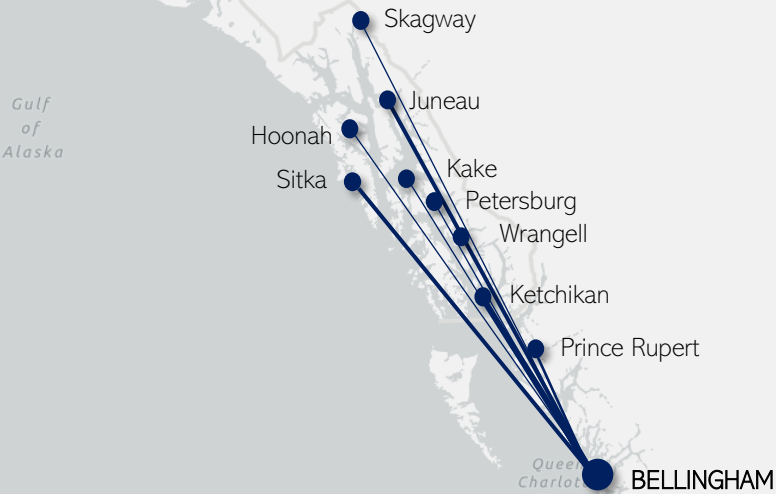 Skagway
Gulf
of
Alaska
Juneau
Hoonah
Kake
Sitka
Petersburg
Wrangell
Ketchikan
Prince Rupert
BELLINGHAM